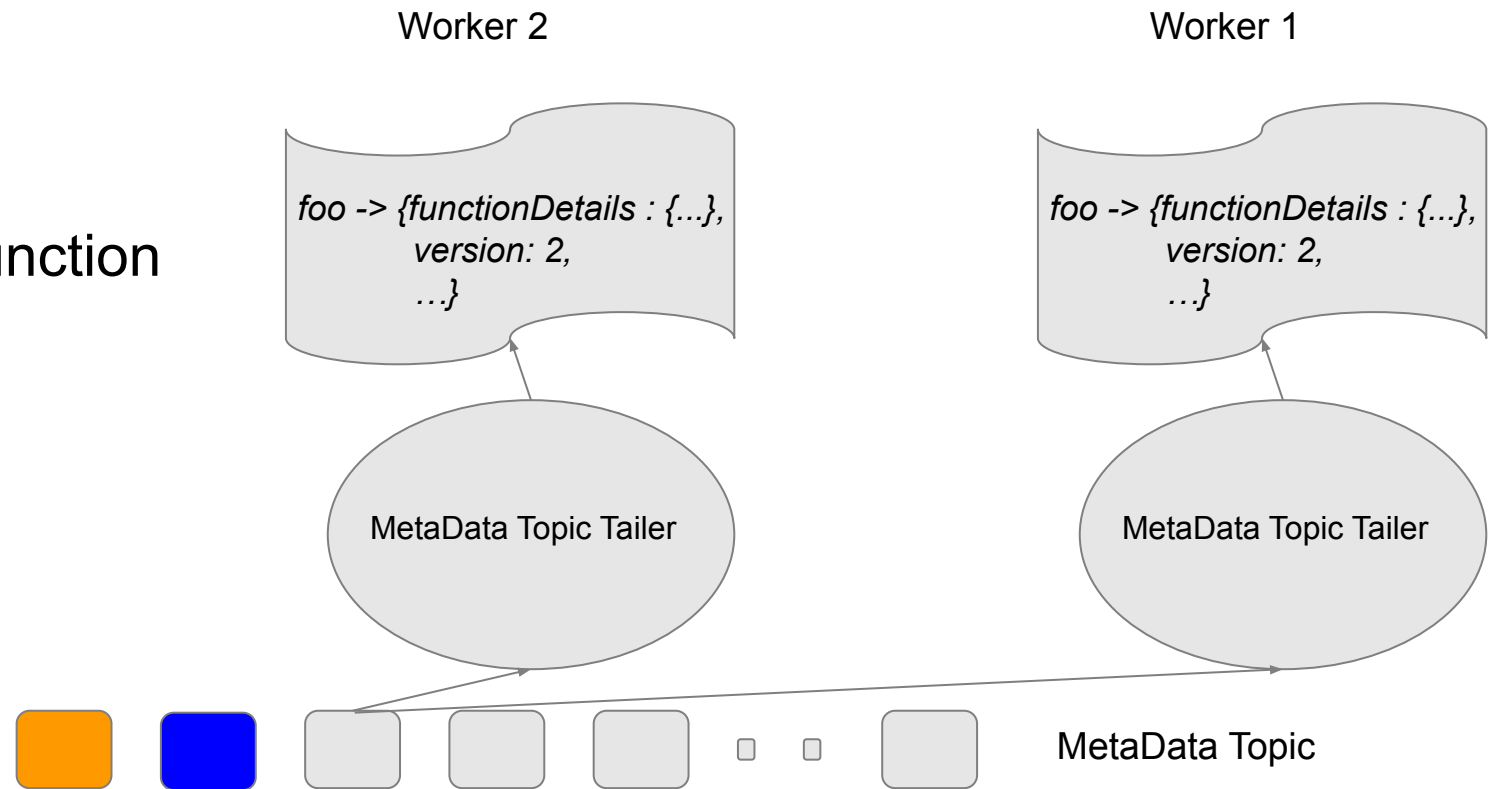 Worker 2
Worker 1
foo -> {functionDetails : {...},
version: 2,
…}
foo -> {functionDetails : {...},
version: 2,
…}
MetaData Topic Tailer
MetaData Topic Tailer
MetaData Topic